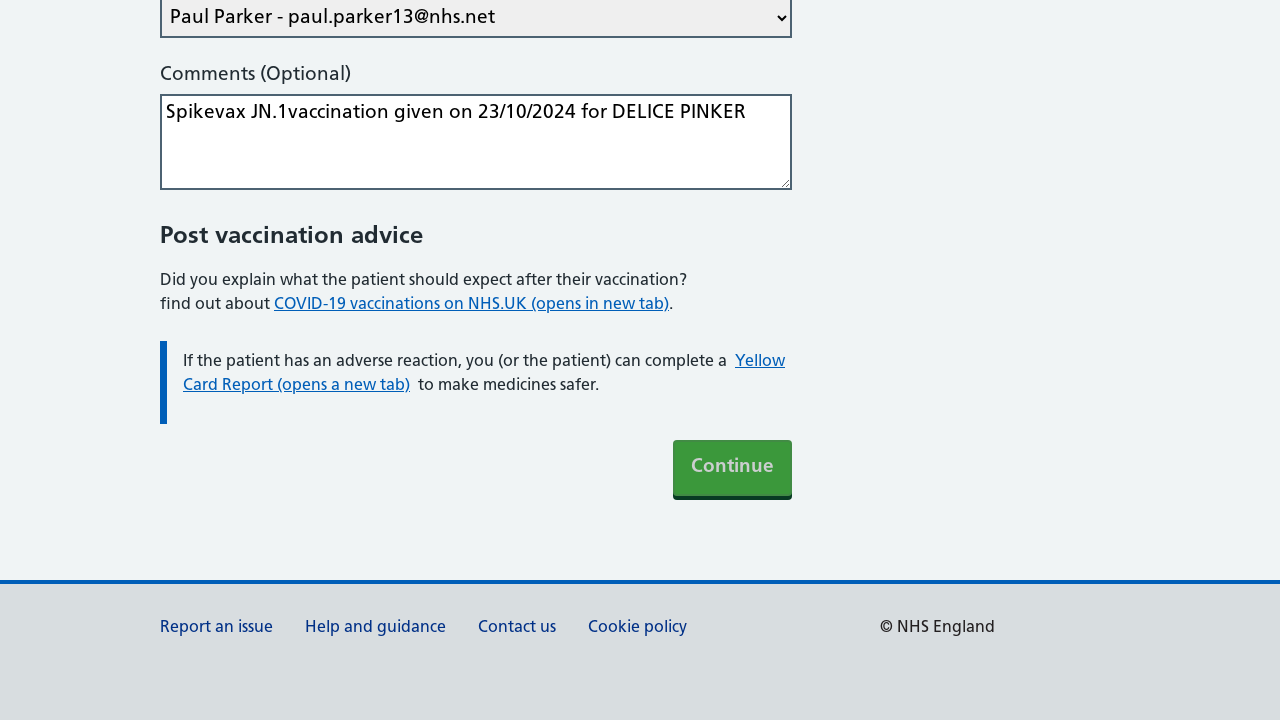 Paul Parker - paul.parker13@nhs.net
Comments (Optional)
Spikevax JN.1vaccination given on 23/10/2024 for DELICE PINKER
Post vaccination advice
Did you explain what the patient should expect after their vaccination?
find out about COVID-19 vaccinations on NHS.UK (opens in new tab).
If the patient has an adverse reaction, you (or the patient) can complete a Yellow
Card Report (opens a new tab) to make medicines safer.
Continue
Report an issue Help and guidance Contact us Cookie policy © NHS England